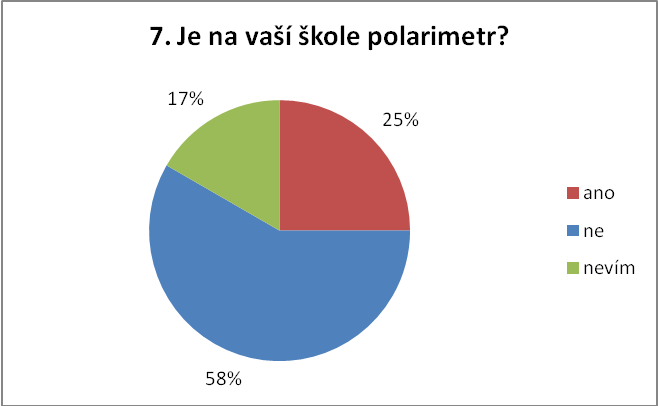 7. Je na vaší škole polarimetr?
17%
25%
ano
ne
nevím
58%